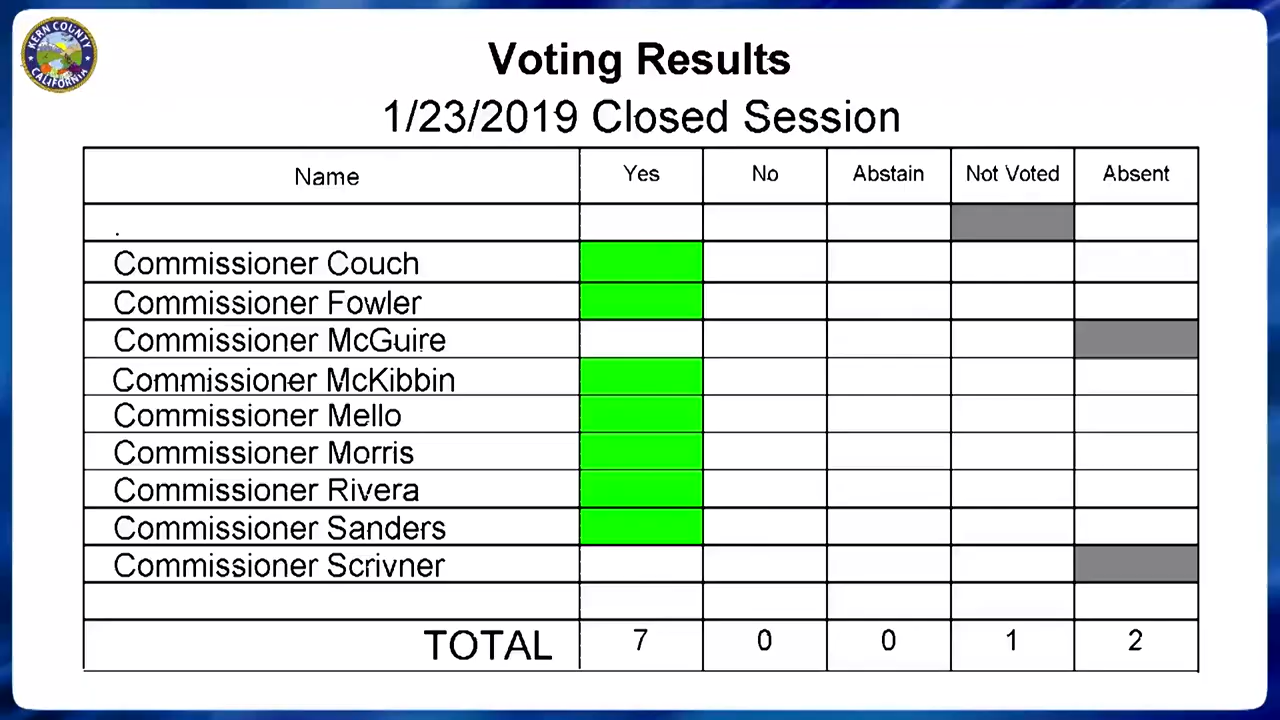 KERN COUNTY
CALIFORNIA
Voting Results
1/23/2019 Closed Session
Name Yes No Abstain Not Voted Absent
.
Commissioner Couch
Commissioner Fowler
Commissioner McGuire
Commissioner McKibbin
Commissioner Mello
Commissioner Morris
Commissioner Rivera
Commissioner Sanders
Commissioner Scrivner
TOTAL 7 0 0 1 2